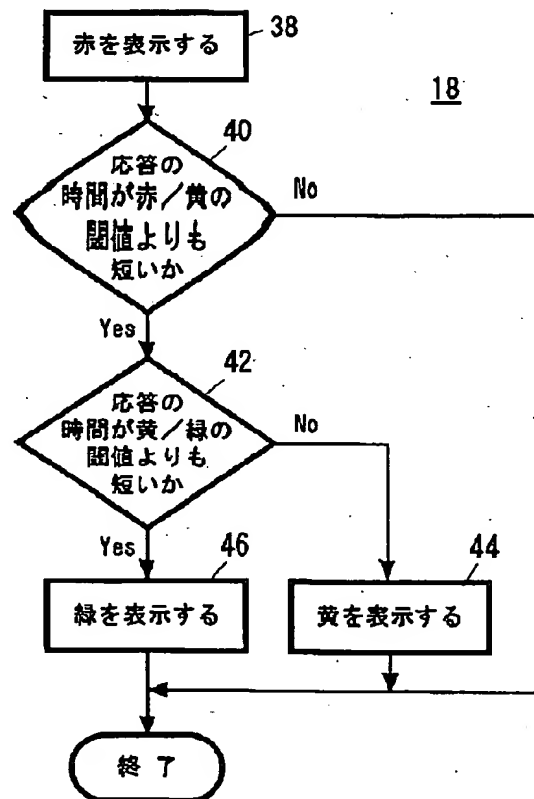 赤を表示する
38
18
40
応答の
時間が赤／黄の
閾値よりも
短いか
No
Yes
42
応答の
時間が黄／緑の
閾値よりも
短いか
No
Yes
46
緑を表示する
44
黄を表示する
終了